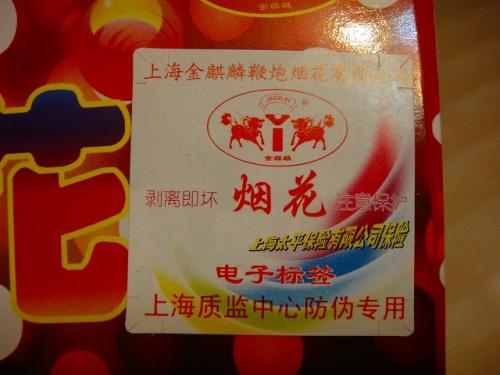 上海金麒麟鞭炮烟花有限公司
JINQILIN ®
金麒麟
剥离即坏 烟花 注意保护
上海太平保险有限公司保险
电子标签
上海质监中心防伪专用
花